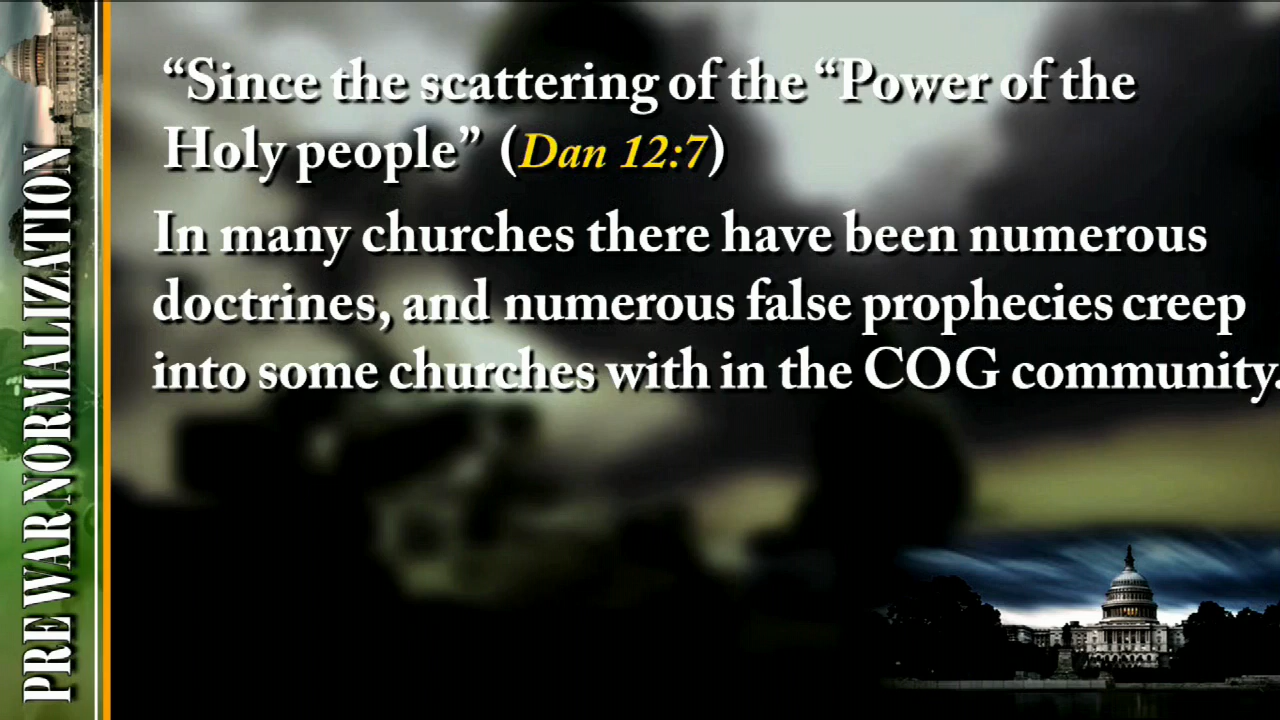 “Since the scattering of the “Power of the
Holy people” (Dan 12:7)
In many churches there have been numerous
doctrines, and numerous false prophecies creep
into some churches with in the COG community.
PRE WAR NORMALIZATION